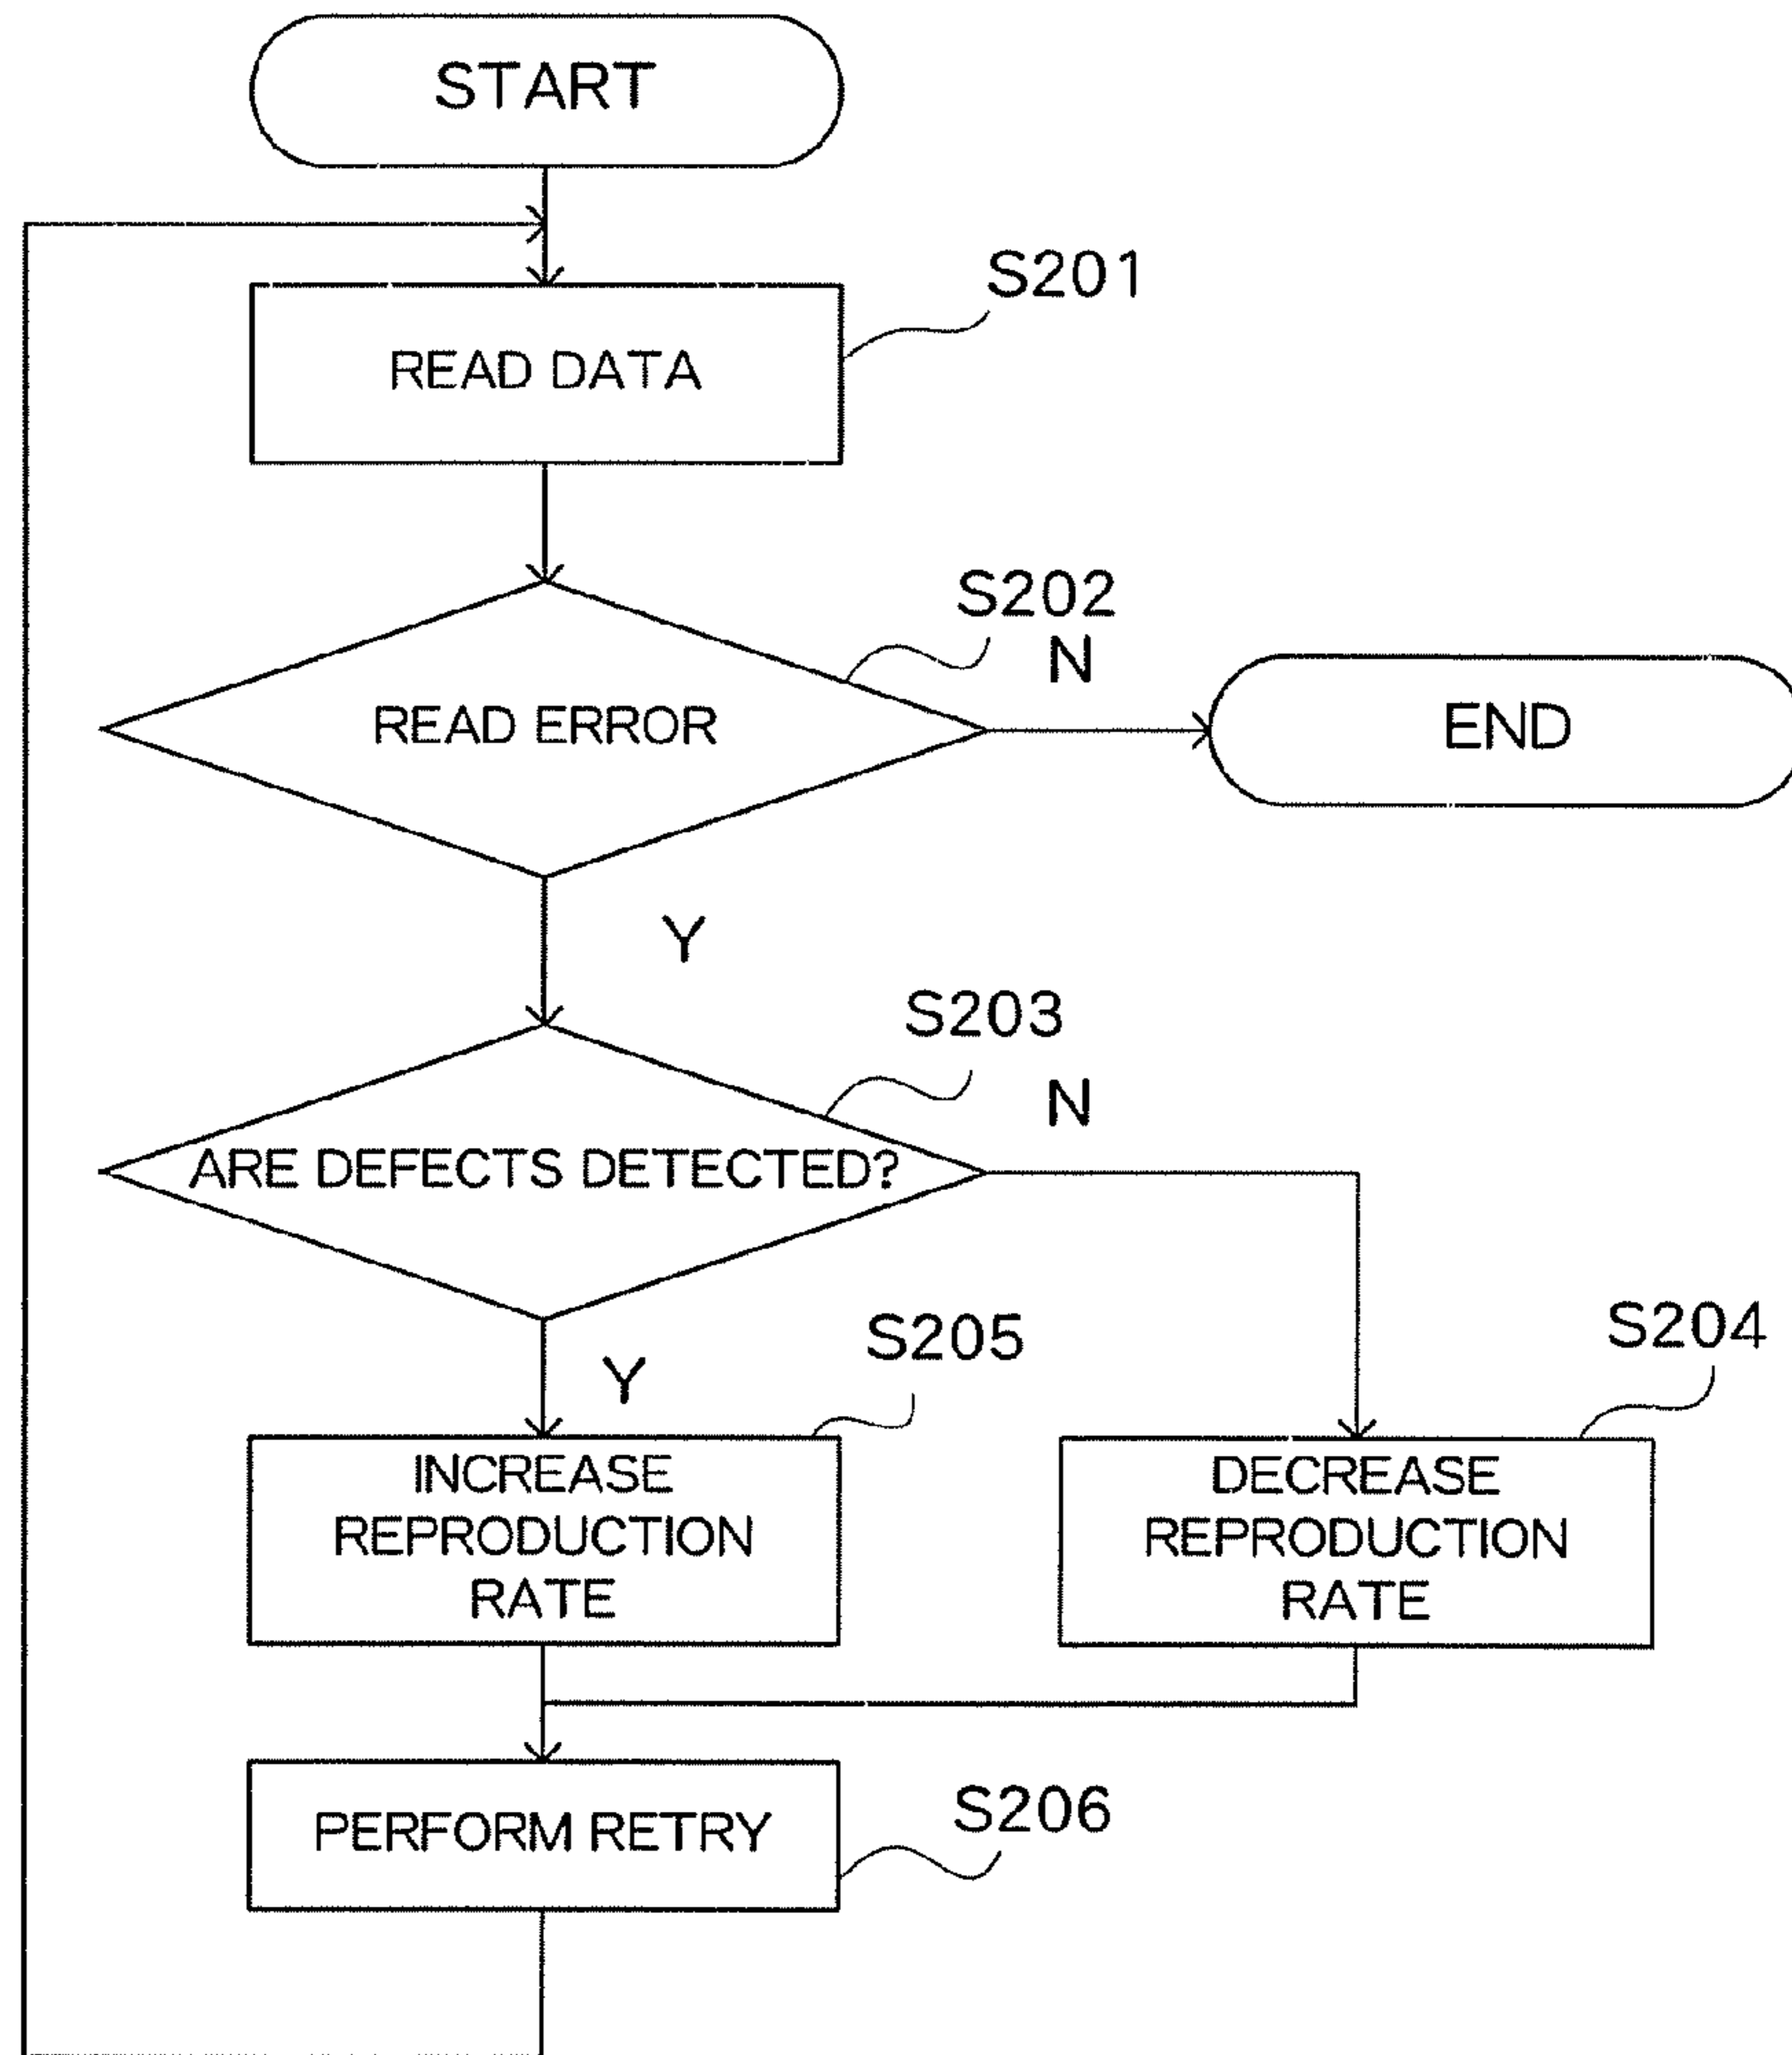 START
S201
READ DATA
S202
N
READ ERROR
END
Y
S203
N
ARE DEFECTS DETECTED?
S205
S204
Y
INCREASE
REPRODUCTION
RATE
DECREASE
REPRODUCTION
RATE
S206
PERFORM RETRY